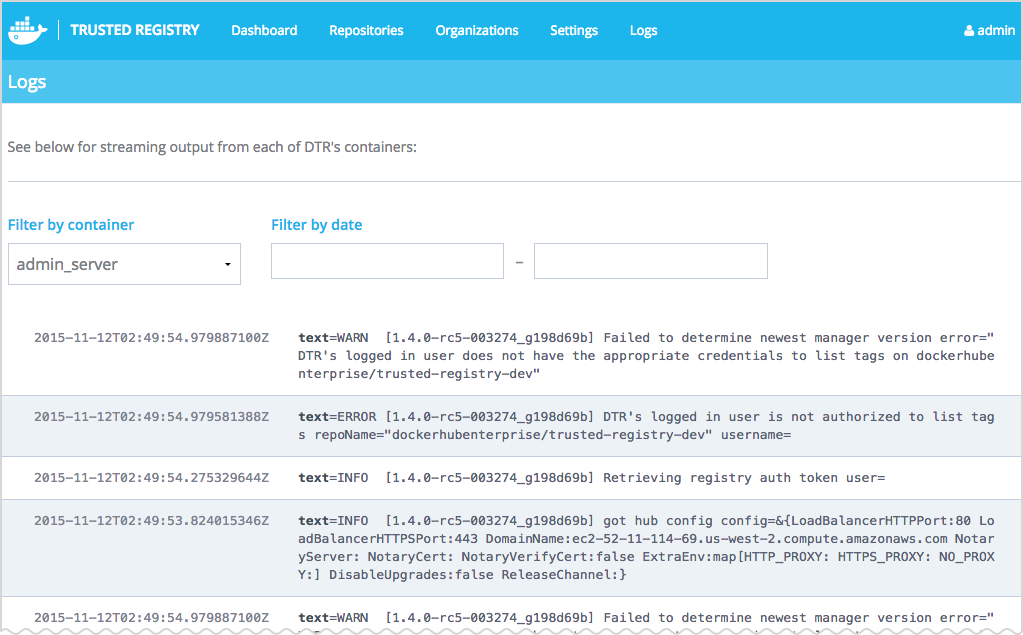 TRUSTED REGISTRY Dashboard Repositories Organizations Settings Logs admin
Logs
See below for streaming output from each of DTR's containers:
Filter by container Filter by date
admin_server –
2015-11-12T02:49:54.979887100Z text=WARN [1.4.0-rc5-003274_g198d69b] Failed to determine newest manager version error="
DTR's logged in user does not have the appropriate credentials to list tags on dockerhube
nterprise/trusted-registry-dev"
2015-11-12T02:49:54.979581388Z text=ERROR [1.4.0-rc5-003274_g198d69b] DTR's logged in user is not authorized to list tag
s repoName="dockerhubenterprise/trusted-registry-dev" username=
2015-11-12T02:49:54.275329644Z text=INFO [1.4.0-rc5-003274_g198d69b] Retrieving registry auth token user=
2015-11-12T02:49:53.824015346Z text=INFO [1.4.0-rc5-003274_g198d69b] got hub config config=&{LoadBalancerHTTPPort:80 Lo
adBalancerHTTPSPort:443 DomainName:ec2-52-11-114-69.us-west-2.compute.amazonaws.com Notar
yServer: NotaryCert: NotaryVerifyCert:false ExtraEnv:map[HTTP_PROXY: HTTPS_PROXY: NO_PROX
Y:] DisableUpgrades:false ReleaseChannel:}
2015-11-12T02:49:54.979887100Z text=WARN [1.4.0-rc5-003274_g198d69b] Failed to determine newest manager version error="